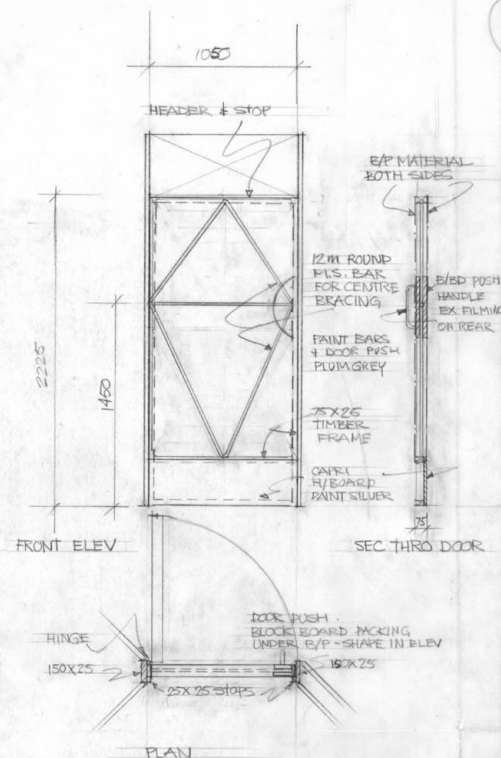 1050
HEADER & STOP
B/P MATERIAL
BOTH SIDES
12m ROUND
M.S. BAR
FOR CENTRE
BRACING
B/BD PUSH
HANDLE
EX FILMING
ON REAR
PAINT BARS
& DOOR PUSH
PLUM GREY
2225
1450
75X25
TIMBER
FRAME
CAPRI
H/BOARD
PAINT SILVER
75
FRONT ELEV
SEC THRO DOOR
DOOR PUSH.
BLOCK BOARD PACKING
UNDER B/P - SHAPE IN ELEV
HINGE
150X25
150X25
25X25 STOPS
PLAN